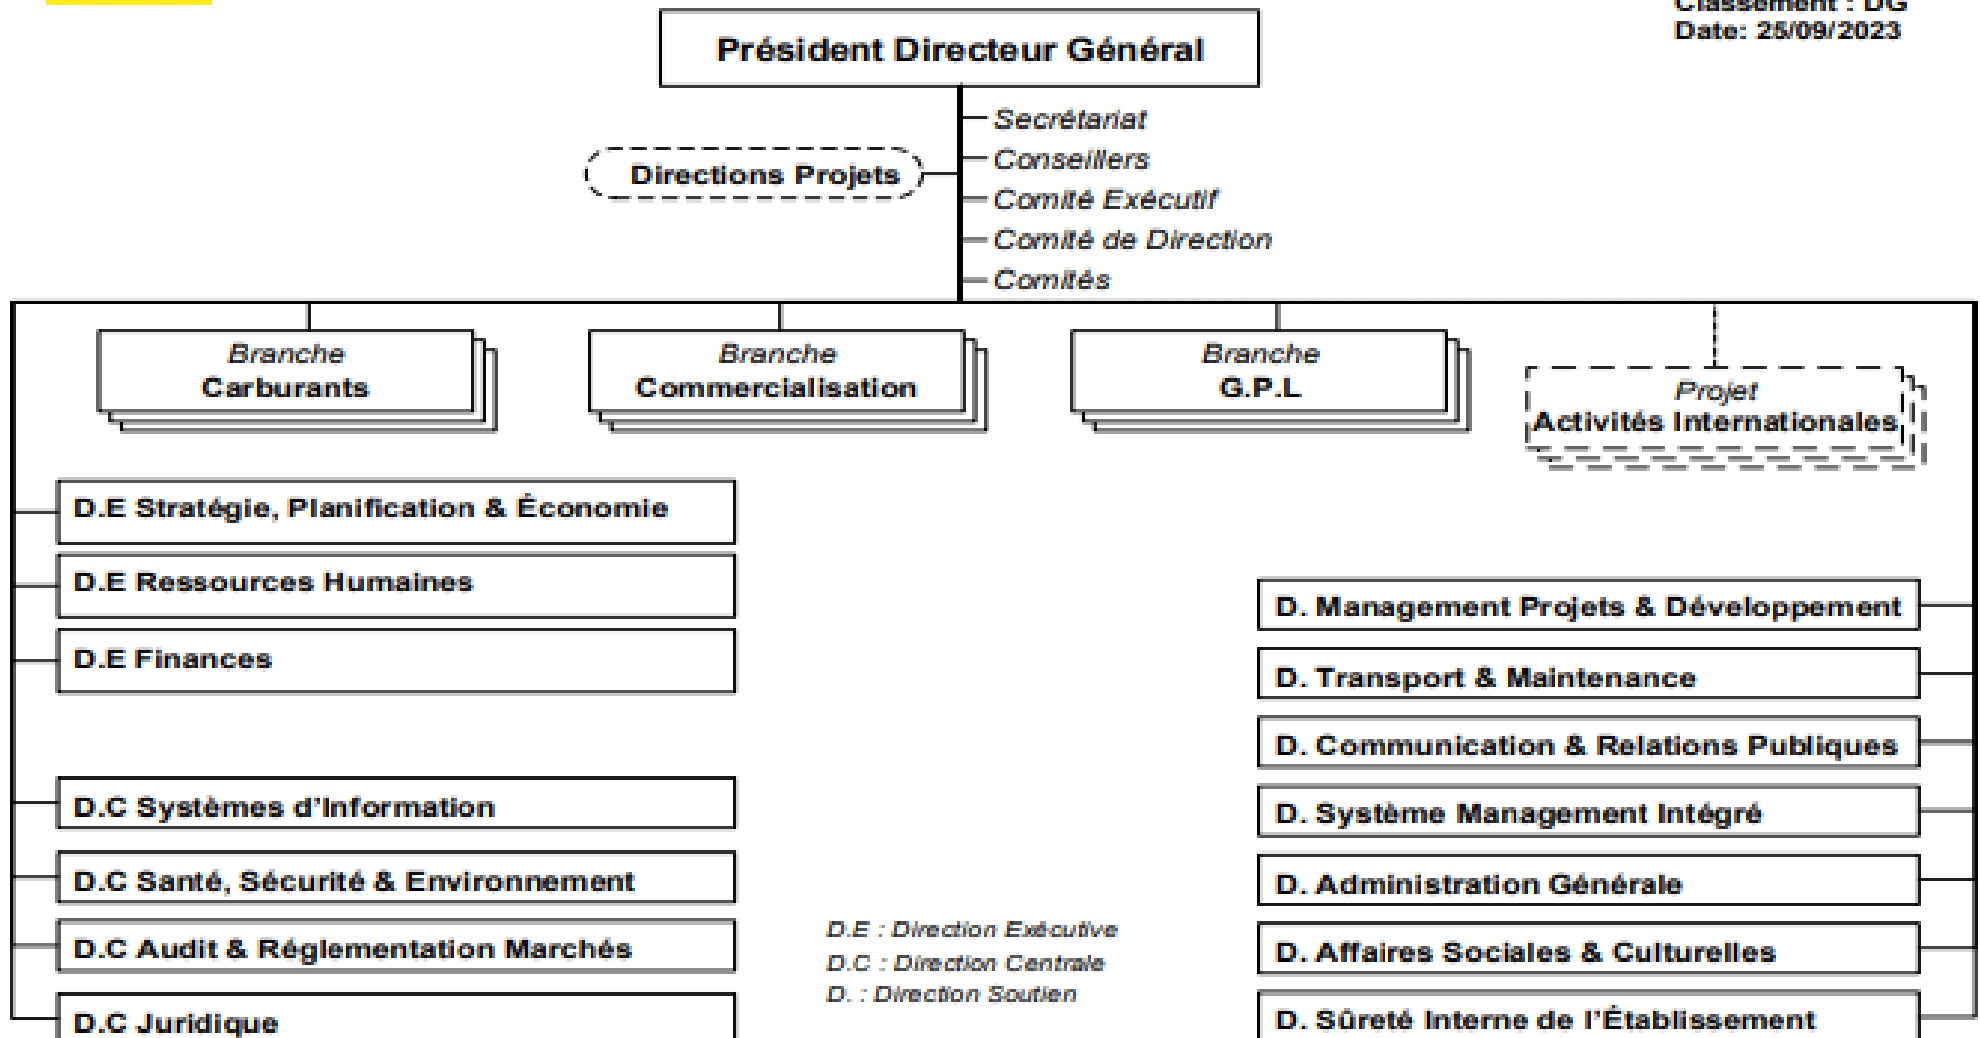 Classement : DG
Date: 25/09/2023
Président Directeur Général
Secrétariat
Conseillers
Directions Projets
Comité Exécutif
Comité de Direction
Comités
Branche
Carburants
Branche
Commercialisation
Branche
G.P.L
Projet
Activités Internationales
D.E Stratégie, Planification & Économie
D.E Ressources Humaines
D.E Finances
D.C Systèmes d'Information
D.C Santé, Sécurité & Environnement
D.C Audit & Réglementation Marchés
D.C Juridique
D.E : Direction Exécutive
D.C : Direction Centrale
D. : Direction Soutien
D. Management Projets & Développement
D. Transport & Maintenance
D. Communication & Relations Publiques
D. Système Management Intégré
D. Administration Générale
D. Affaires Sociales & Culturelles
D. Sûreté Interne de l'Établissement